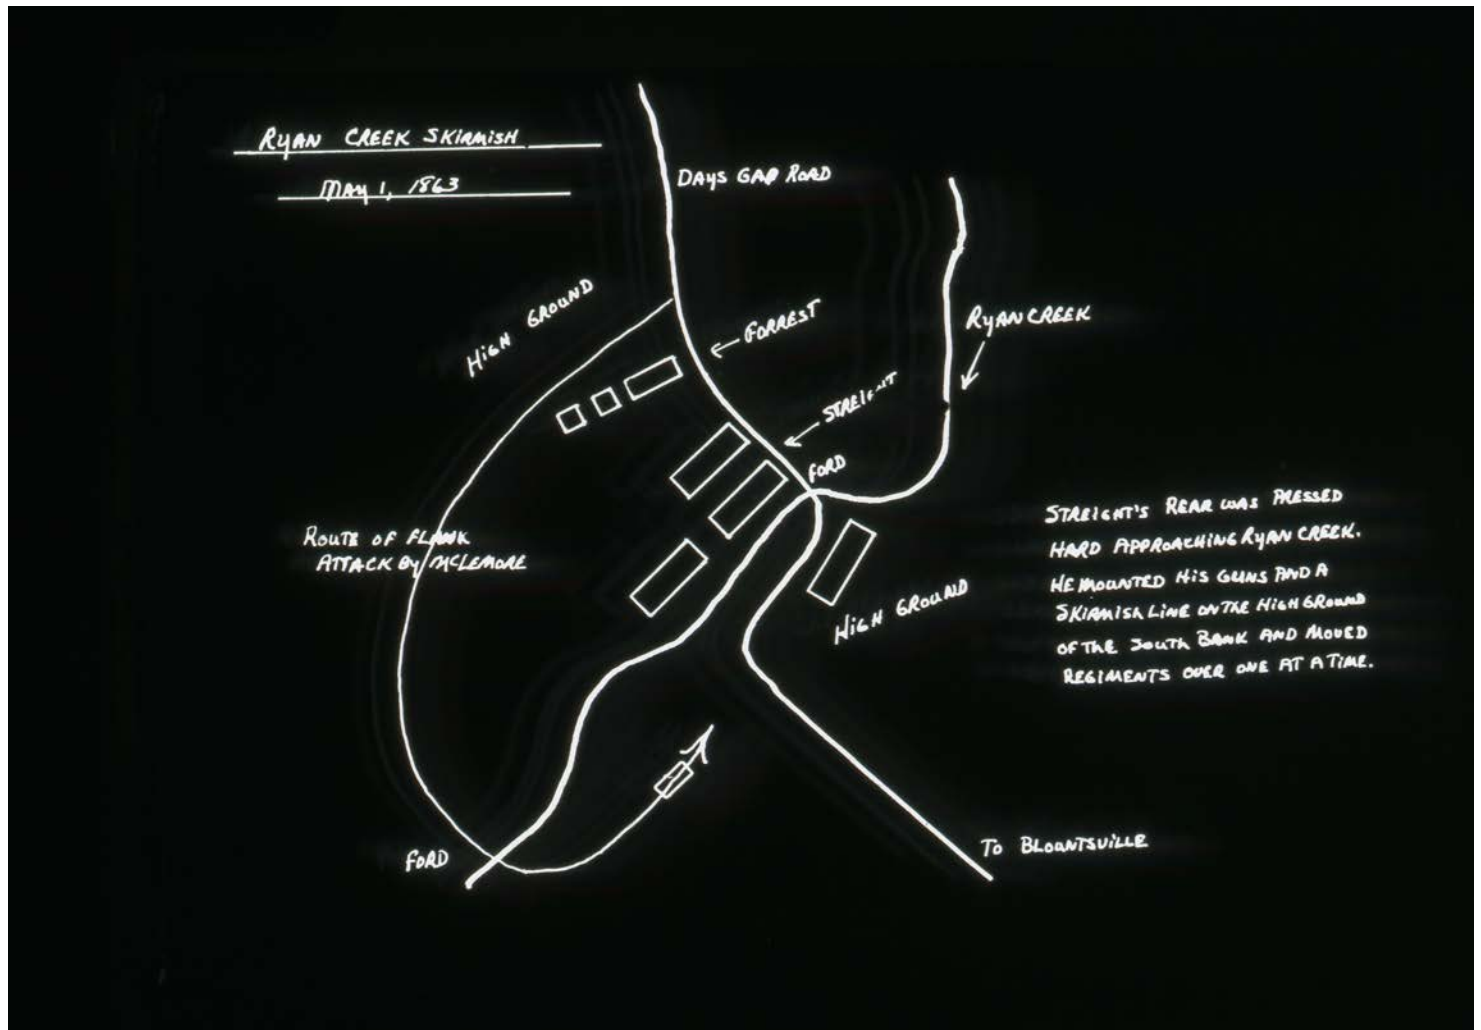 RYAN CREEK SKIRMISH
MAY 1, 1863
DAYS GAP ROAD
HIGH GROUND
FORREST
RYAN CREEK
STREIGHT
FORD
ROUTE OF FLANK
ATTACK BY MCLEMORE
HIGH GROUND
STREIGHT'S REAR WAS PRESSED
HARD APPROACHING RYAN CREEK.
HE MOUNTED HIS GUNS AND A
SKIRMISH LINE ON THE HIGH GROUND
OF THE SOUTH BANK AND MOVED
REGIMENTS OVER ONE AT A TIME.
FORD
TO BLOUNTSVILLE